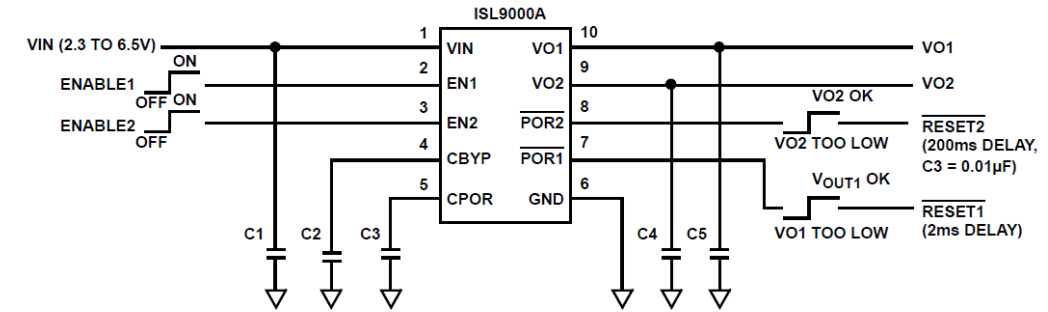 ISL9000A
VIN (2.3 TO 6.5V)
1
VIN
VO1
10
VO1
ON
ENABLE1
OFF
2
EN1
VO2
9
VO2
ON
ENABLE2
OFF
3
EN2
POR2
8
VO2 OK
VO2 TOO LOW
RESET2
(200ms DELAY,
C3 = 0.01µF)
4
CBYP
POR1
7
VOUT1 OK
VO1 TOO LOW
RESET1
(2ms DELAY)
5
CPOR
GND
6
C1
C2
C3
C4
C5